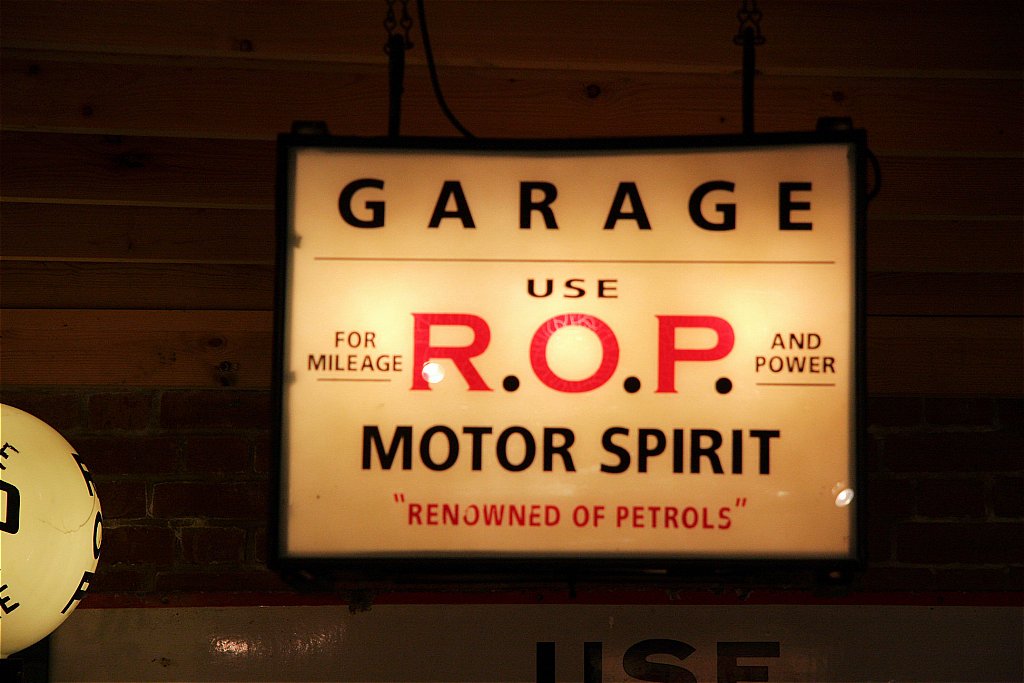 GARAGE
USE
FOR MILEAGE
R.O.P.
AND POWER
MOTOR SPIRIT
"RENOWNED OF PETROLS"
USE